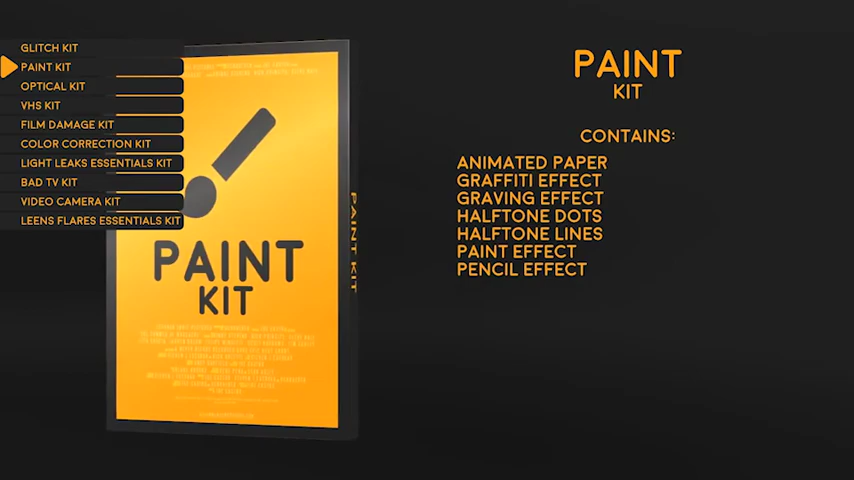 GLITCH KIT
PAINT KIT
OPTICAL KIT
VHS KIT
FILM DAMAGE KIT
COLOR CORRECTION KIT
LIGHT LEAKS ESSENTIALS KIT
BAD TV KIT
VIDEO CAMERA KIT
LEENS FLARES ESSENTIALS KIT
PAINT
KIT
PAINT KIT
PAINT
KIT
CONTAINS:
ANIMATED PAPER
GRAFFITI EFFECT
GRAVING EFFECT
HALFTONE DOTS
HALFTONE LINES
PAINT EFFECT
PENCIL EFFECT